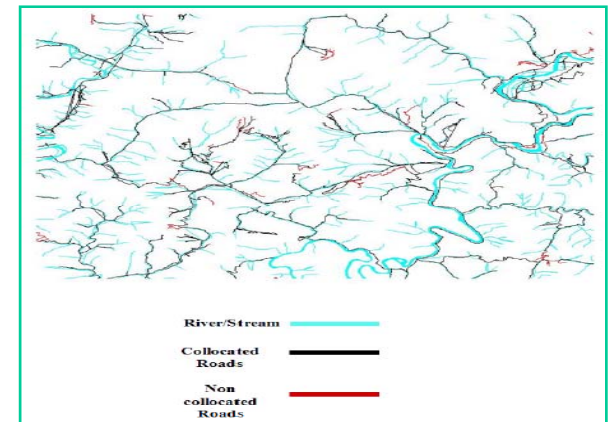 River/Stream
Collocated
Roads
Non
collocated
Roads